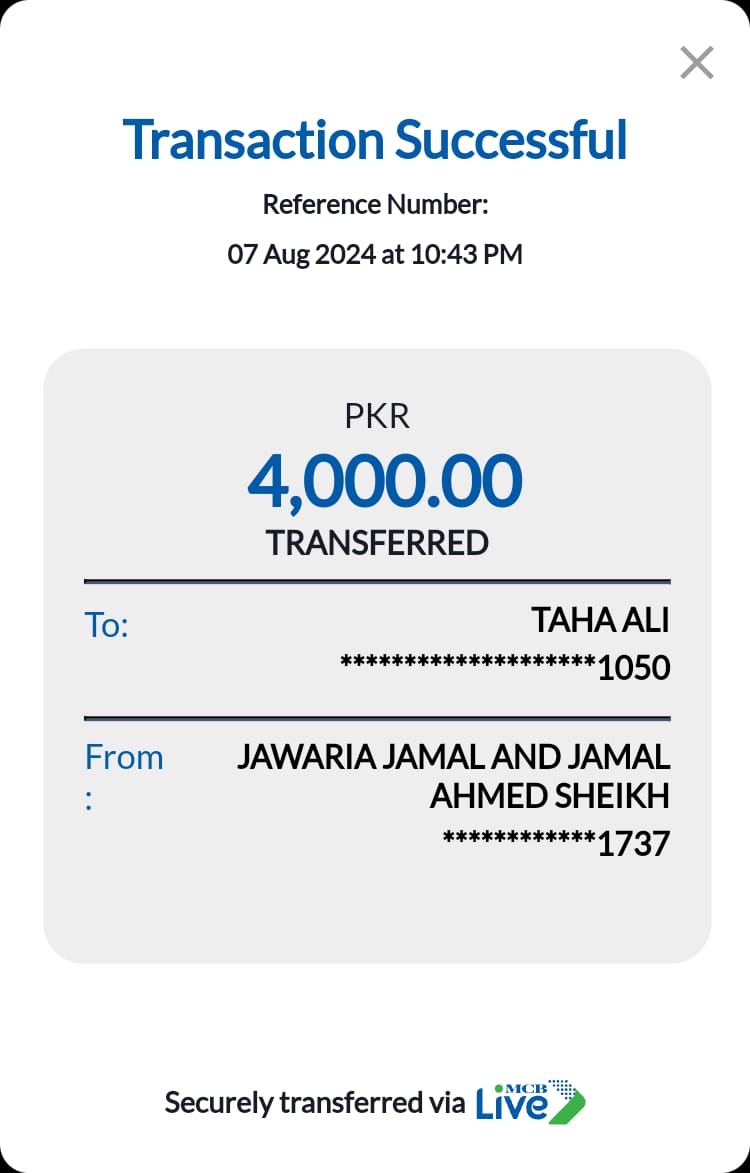 Transaction Successful
Reference Number:
07 Aug 2024 at 10:43 PM
PKR
4,000.00
TRANSFERRED
To:
TAHA ALI
********************1050
From
:
JAWARIA JAMAL AND JAMAL
AHMED SHEIKH
************1737
Securely transferred via MCB Live